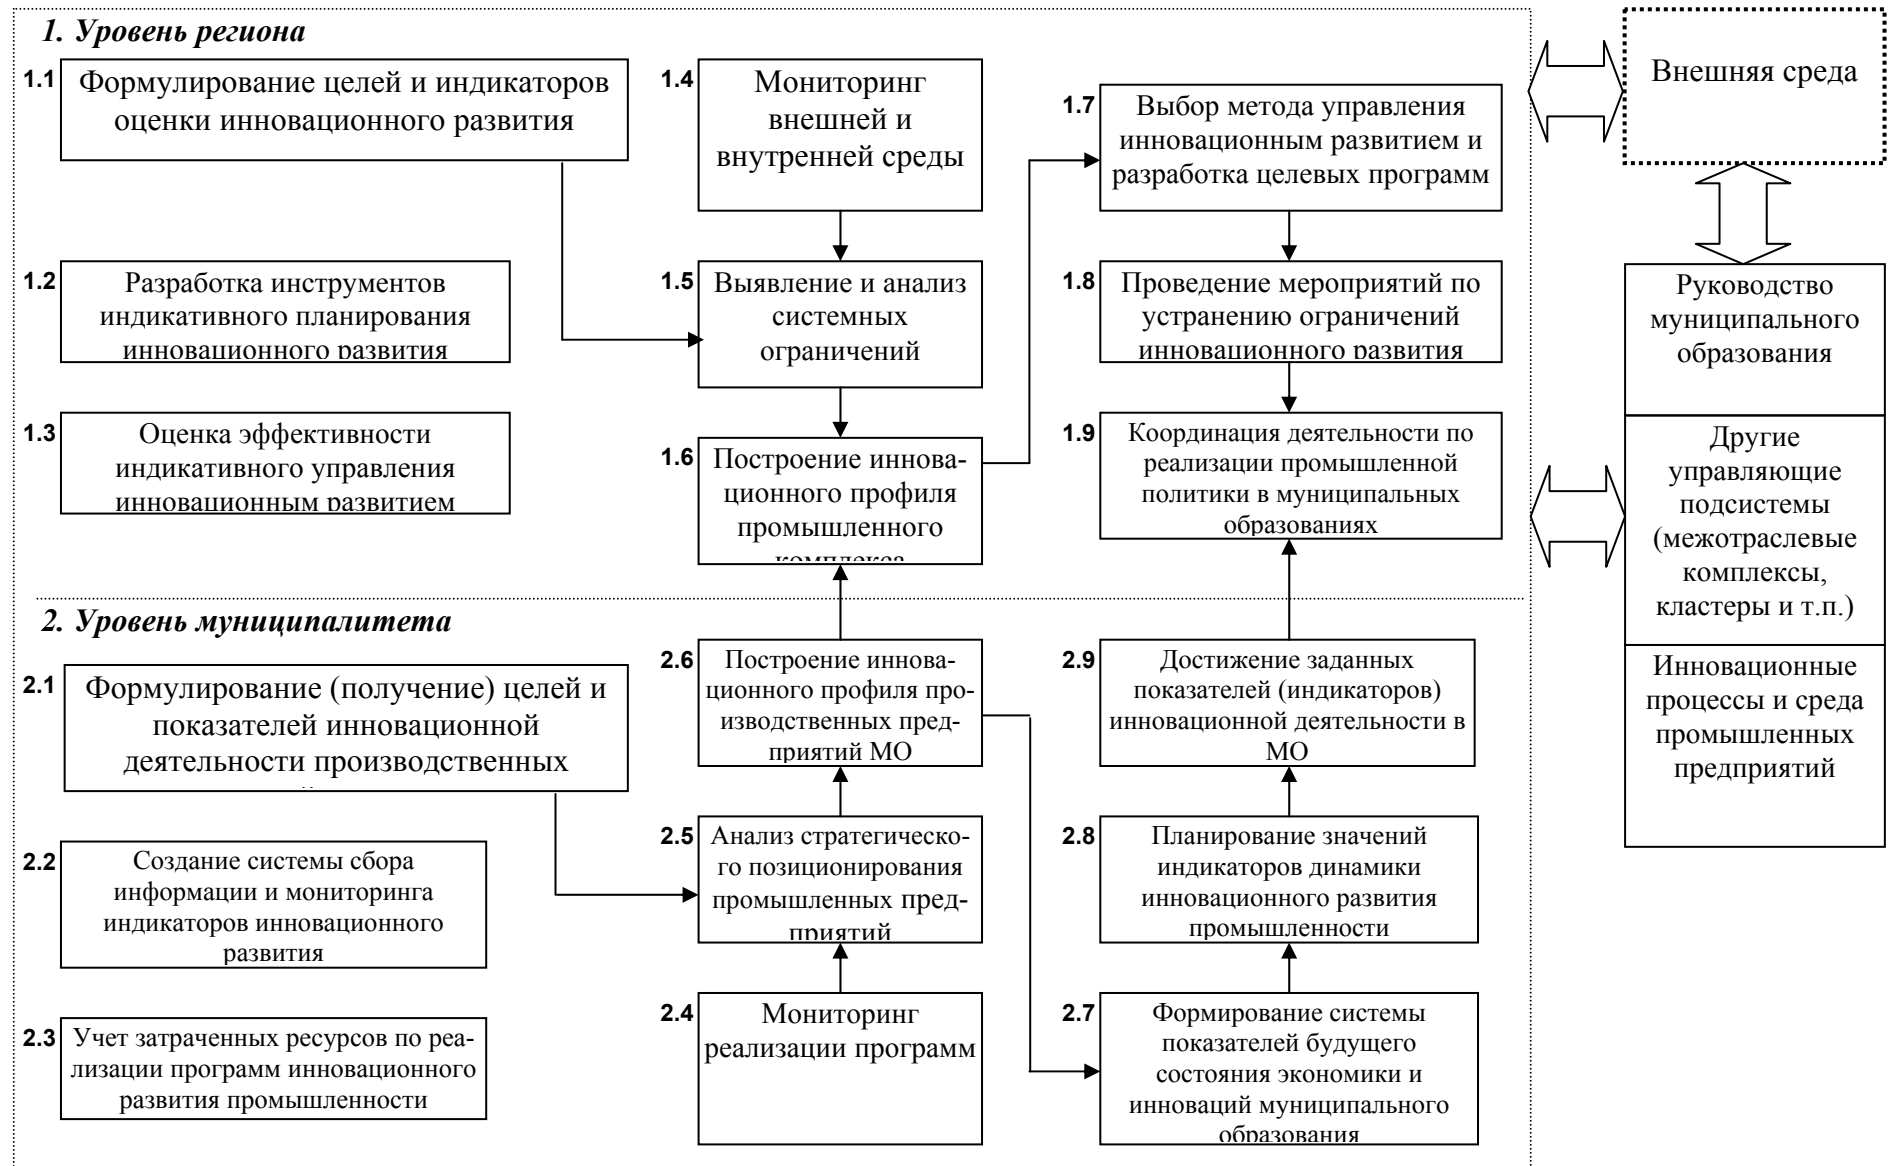 1. Уровень региона
1.1
Формулирование целей и индикаторов
оценки инновационного развития
1.2
Разработка инструментов
индикативного планирования
инновационного развития
1.3
Оценка эффективности
индикативного управления
инновационным развитием
1.4
Мониторинг
внешней и
внутренней среды
1.5
Выявление и анализ
системных
ограничений
1.6
Построение иннова-
ционного профиля
промышленного
комплекса
1.7
Выбор метода управления
инновационным развитием и
разработка целевых программ
1.8
Проведение мероприятий по
устранению ограничений
инновационного развития
1.9
Координация деятельности по
реализации промышленной
политики в муниципальных
образованиях
2. Уровень муниципалитета
2.1
Формулирование (получение) целей и
показателей инновационной
деятельности производственных
2.2
Создание системы сбора
информации и мониторинга
индикаторов инновационного
развития
2.3
Учет затраченных ресурсов по реа-
лизации программ инновационного
развития промышленности
2.6
Построение иннова-
ционного профиля про-
изводственных пред-
приятий МО
2.5
Анализ стратегическо-
го позиционирования
промышленных пред-
приятий
2.4
Мониторинг
реализации программ
2.9
Достижение заданных
показателей (индикаторов)
инновационной деятельности в
МО
2.8
Планирование значений
индикаторов динамики
инновационного развития
промышленности
2.7
Формирование системы
показателей будущего
состояния экономики и
инноваций муниципального
образования
Внешняя среда
Руководство
муниципального
образования
Другие
управляющие
подсистемы
(межотраслевые
комплексы,
кластеры и т.п.)
Инновационные
процессы и среда
промышленных
предприятий